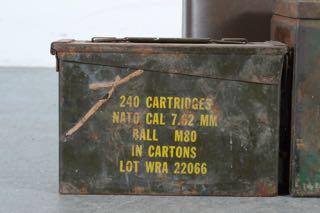 240 CARTRIDGES
NATO CAL 7.62 MM
BALL M80
IN CARTONS
LOT WRA 22066